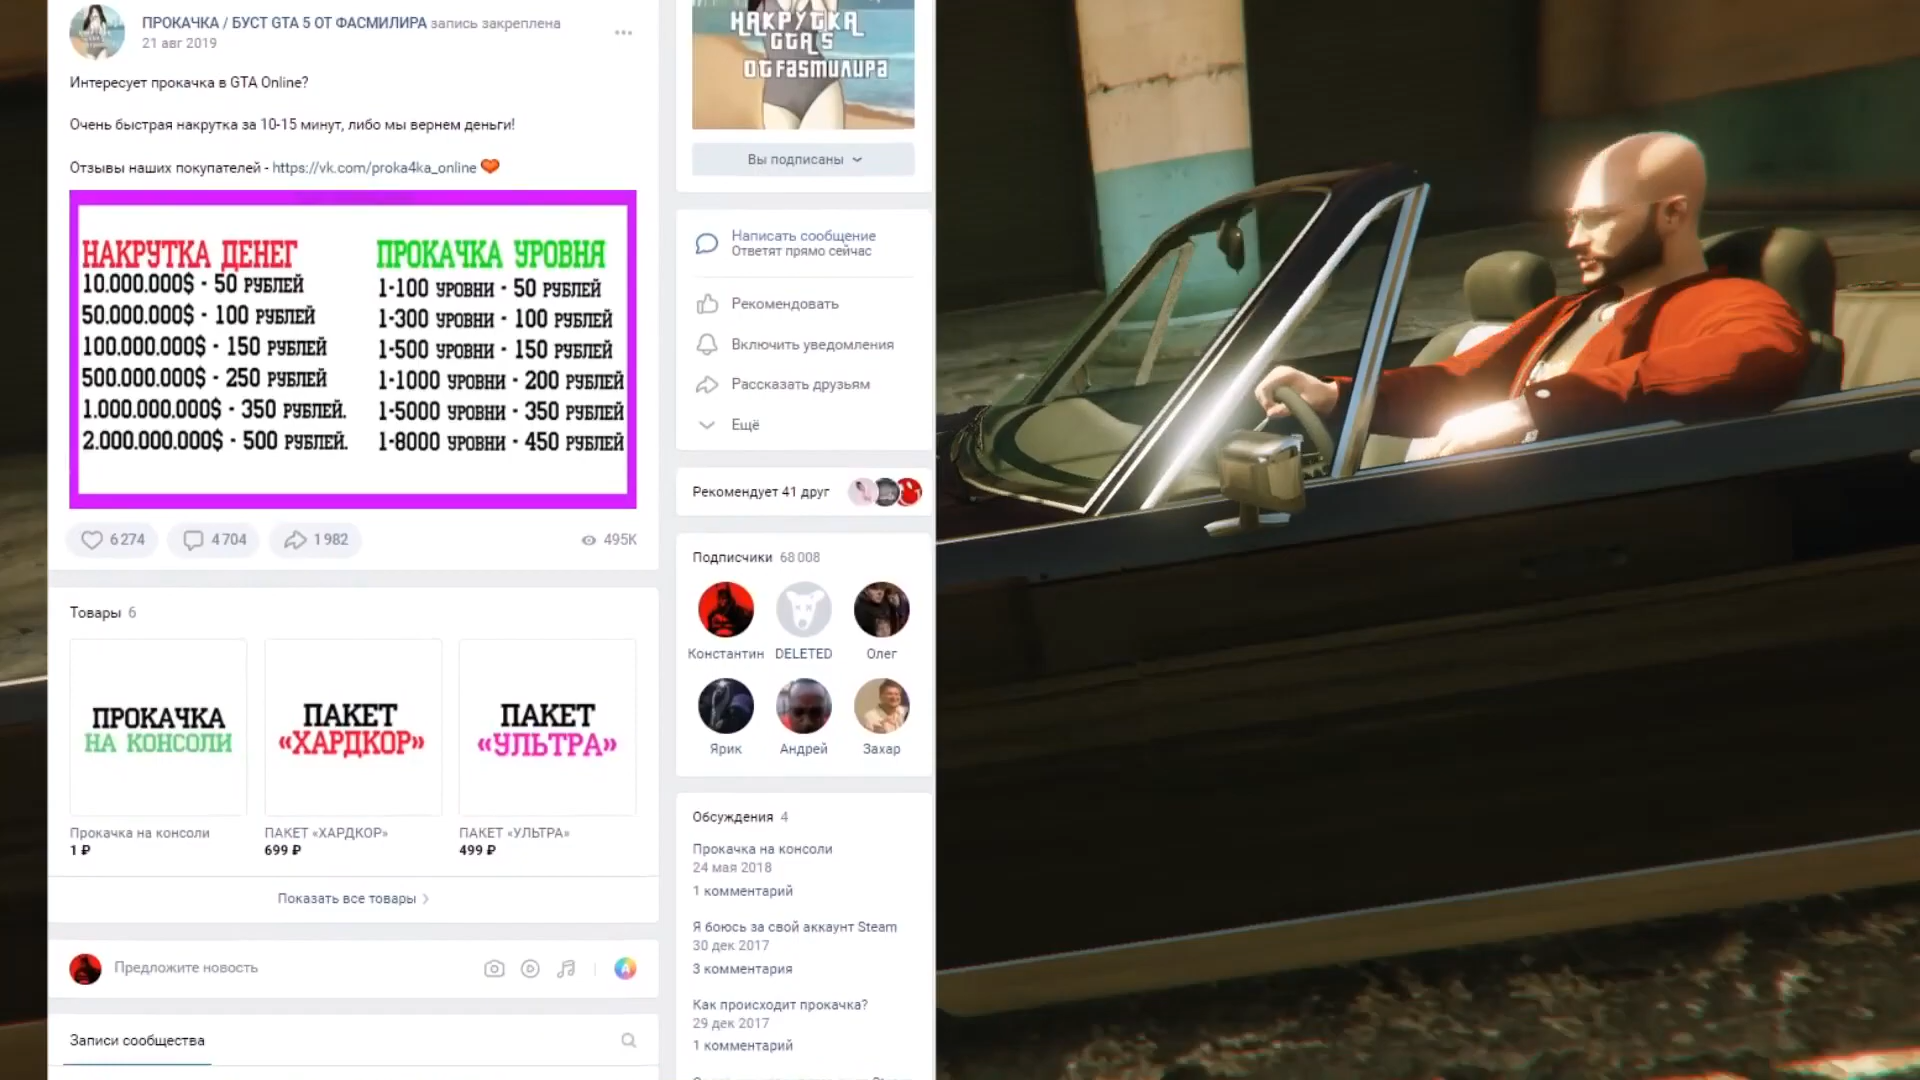 ПРОКАЧКА / БУСТ GTA 5 ОТ ФАСМИЛИРА запись закреплена
21 авг 2019
Интересует прокачка в GTA Online?
Очень быстрая накрутка за 10-15 минут, либо мы вернем деньги!
Отзывы наших покупателей - https://vk.com/proka4ka_online
НАКРУТКА ДЕНЕГ
10.000.000$ - 50 РУБЛЕЙ
50.000.000$ - 100 РУБЛЕЙ
100.000.000$ - 150 РУБЛЕЙ
500.000.000$ - 250 РУБЛЕЙ
1.000.000.000$ - 350 РУБЛЕЙ.
2.000.000.000$ - 500 РУБЛЕЙ.
ПРОКАЧКА УРОВНЯ
1-100 УРОВНИ - 50 РУБЛЕЙ
1-300 УРОВНИ - 100 РУБЛЕЙ
1-500 УРОВНИ - 150 РУБЛЕЙ
1-1000 УРОВНИ - 200 РУБЛЕЙ
1-5000 УРОВНИ - 350 РУБЛЕЙ
1-8000 УРОВНИ - 450 РУБЛЕЙ
6 274
4 704
1 982
495K
Товары 6
ПРОКАЧКА
НА КОНСОЛИ
Прокачка на консоли
1 ₽
ПАКЕТ
«ХАРДКОР»
ПАКЕТ «ХАРДКОР»
699 ₽
ПАКЕТ
«УЛЬТРА»
ПАКЕТ «УЛЬТРА»
499 ₽
Показать все товары
Предложите новость
Записи сообщества
НАКРУТКА
GTA 5
ОТ FASМИЛИРА
Вы подписаны
Написать сообщение
Ответят прямо сейчас
Рекомендовать
Включить уведомления
Рассказать друзьям
Ещё
Рекомендует 41 друг
Подписчики 68 008
Константин
DELETED
Олег
Ярик
Андрей
Захар
Обсуждения 4
Прокачка на консоли
24 мая 2018
1 комментарий
Я боюсь за свой аккаунт Steam
30 дек 2017
3 комментария
Как происходит прокачка?
29 дек 2017
1 комментарий